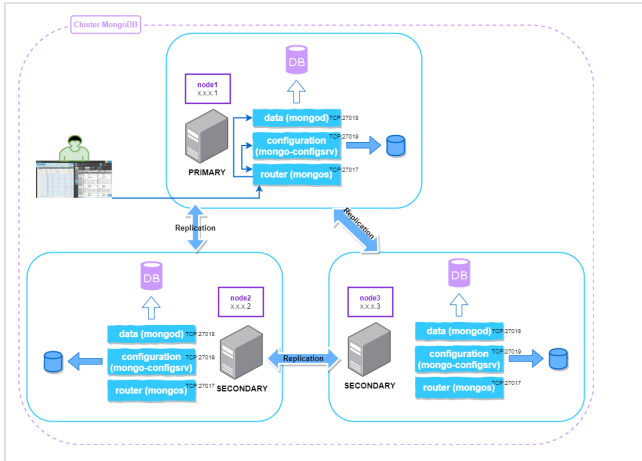 Cluster MongoDB
DB
node1
x.x.x.1
data (mongod)
TCP:27018
configuration
(mongo-configsrv)
TCP:27019
router (mongos)
TCP:27017
PRIMARY
Replication
Replication
DB
node2
x.x.x.2
data (mongod)
TCP:27018
configuration
(mongo-configsrv)
TCP:27019
router (mongos)
TCP:27017
SECONDARY
Replication
DB
node3
x.x.x.3
data (mongod)
TCP:27018
configuration
(mongo-configsrv)
TCP:27019
router (mongos)
TCP:27017
SECONDARY